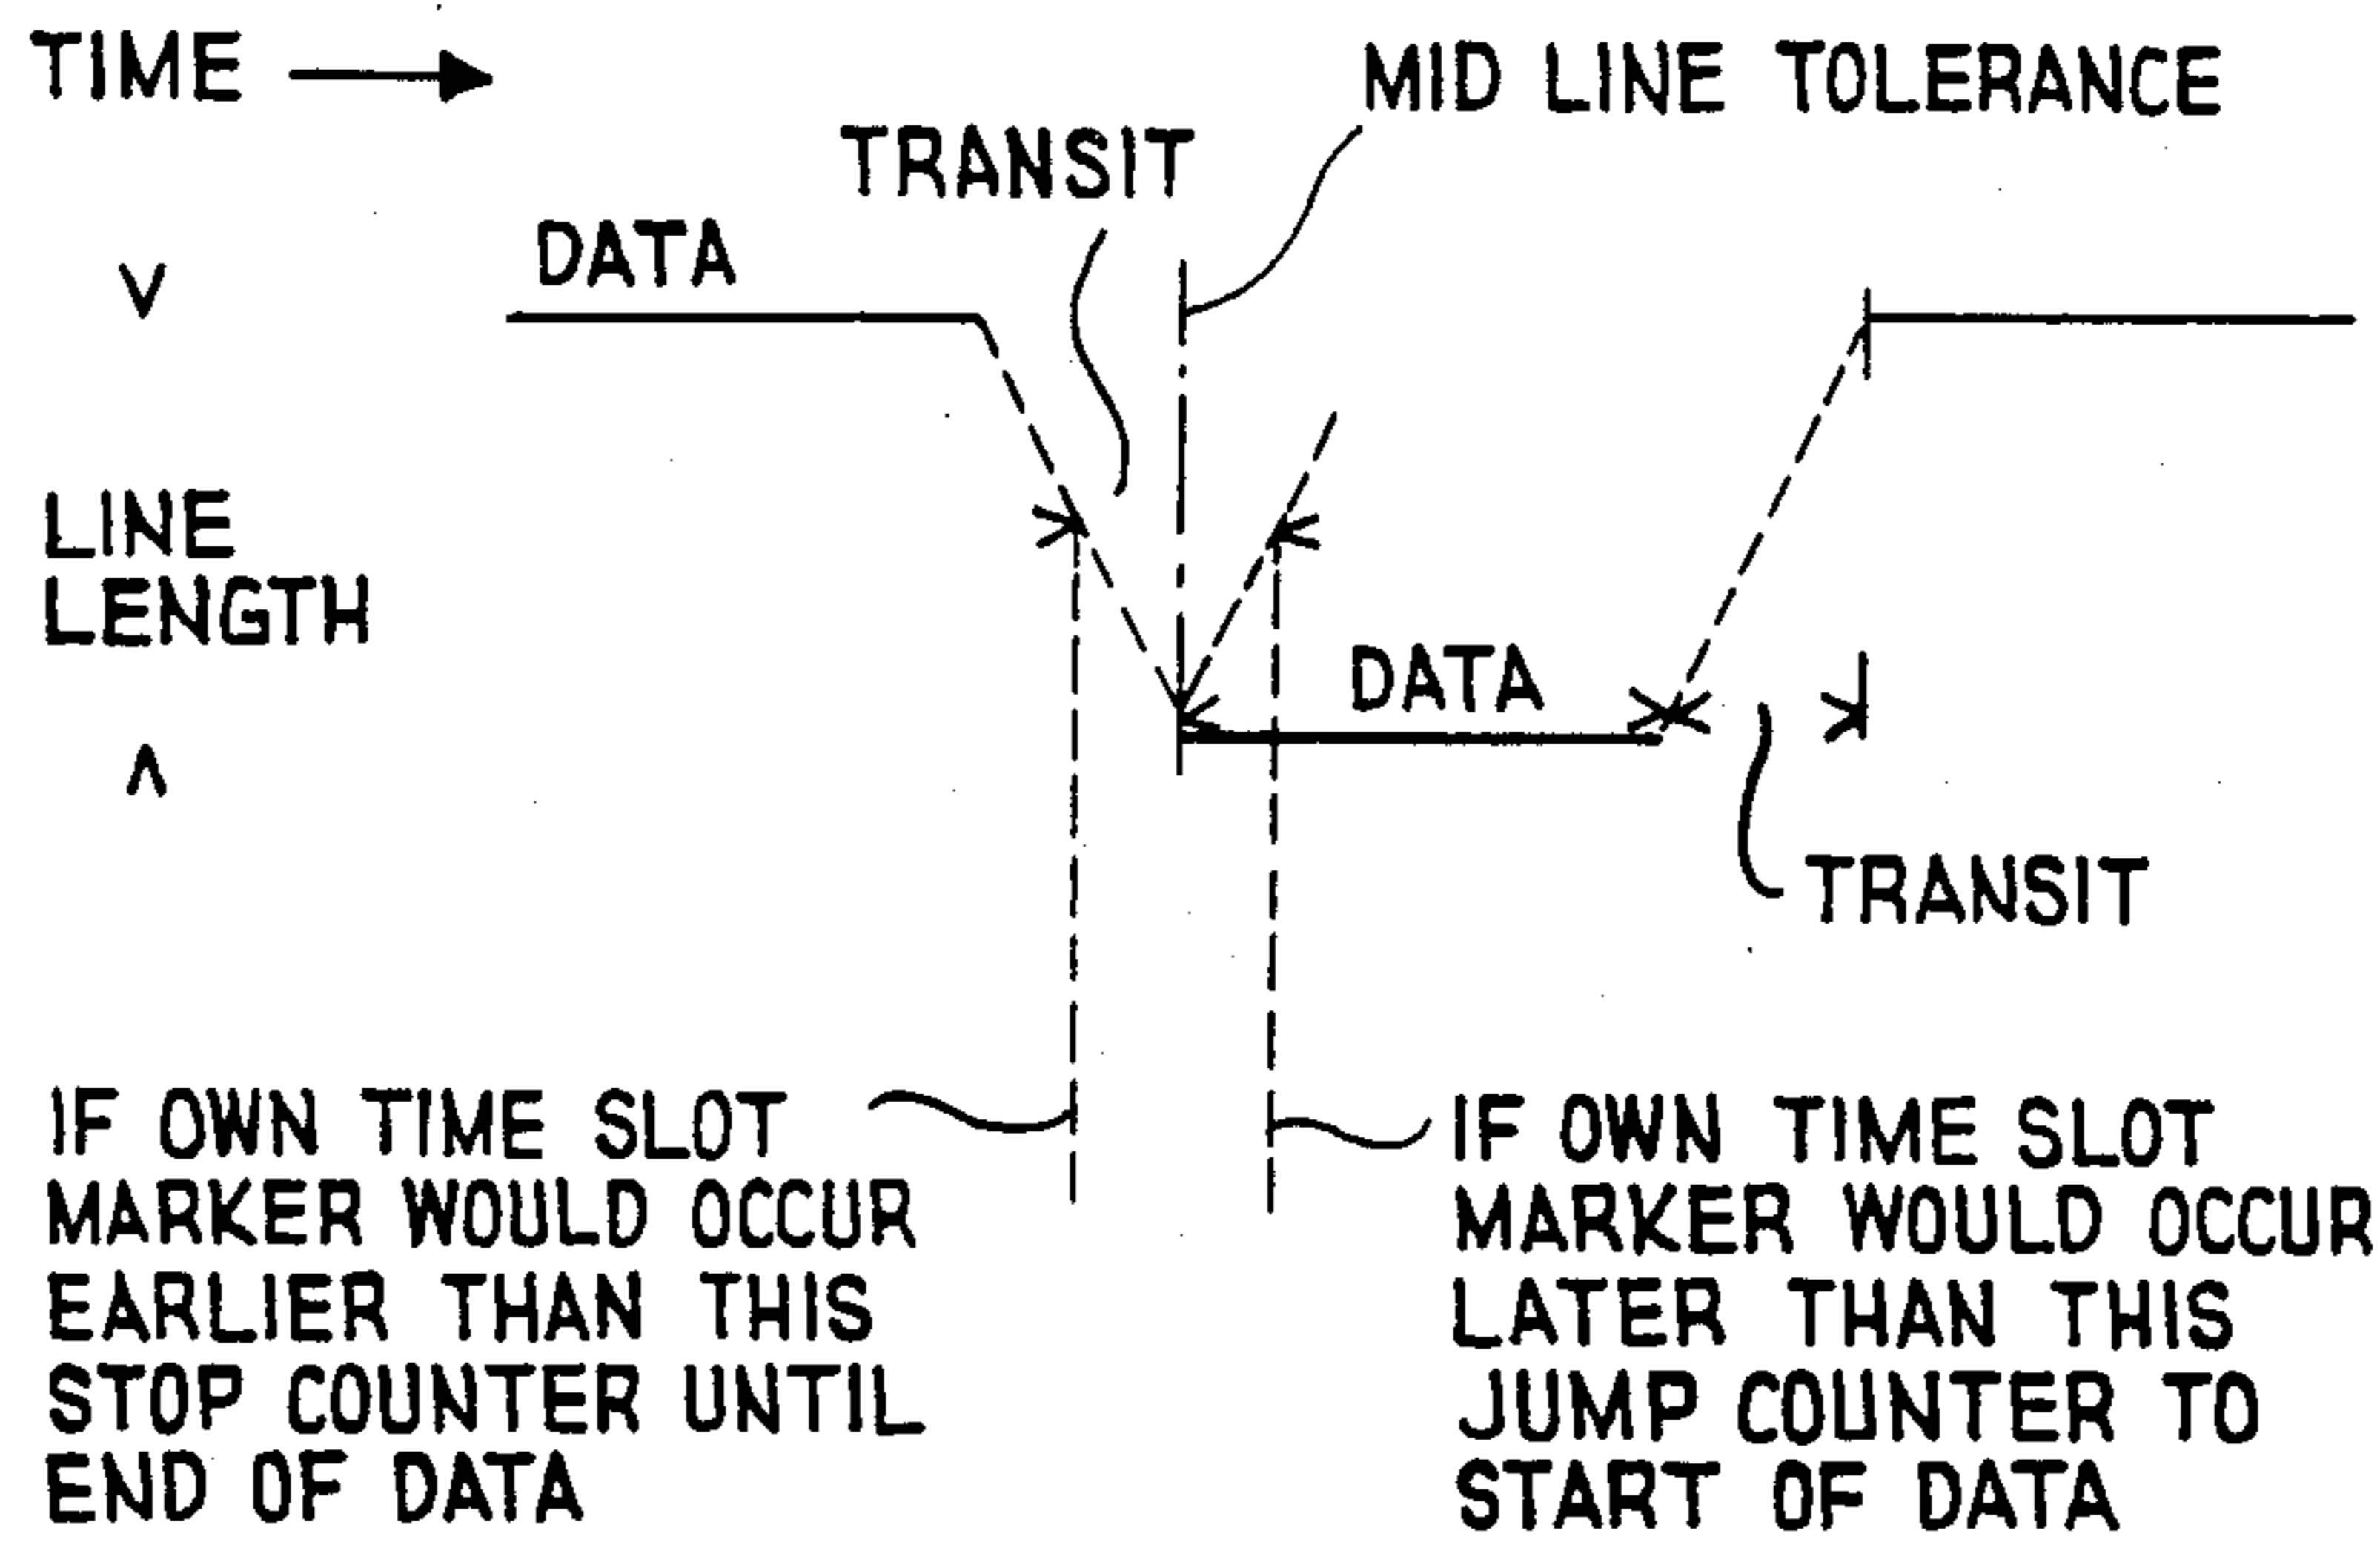 TIME
MID LINE TOLERANCE
TRANSIT
DATA
LINE
LENGTH
DATA
TRANSIT
IF OWN TIME SLOT
MARKER WOULD OCCUR
EARLIER THAN THIS
STOP COUNTER UNTIL
END OF DATA
IF OWN TIME SLOT
MARKER WOULD OCCUR
LATER THAN THIS
JUMP COUNTER TO
START OF DATA